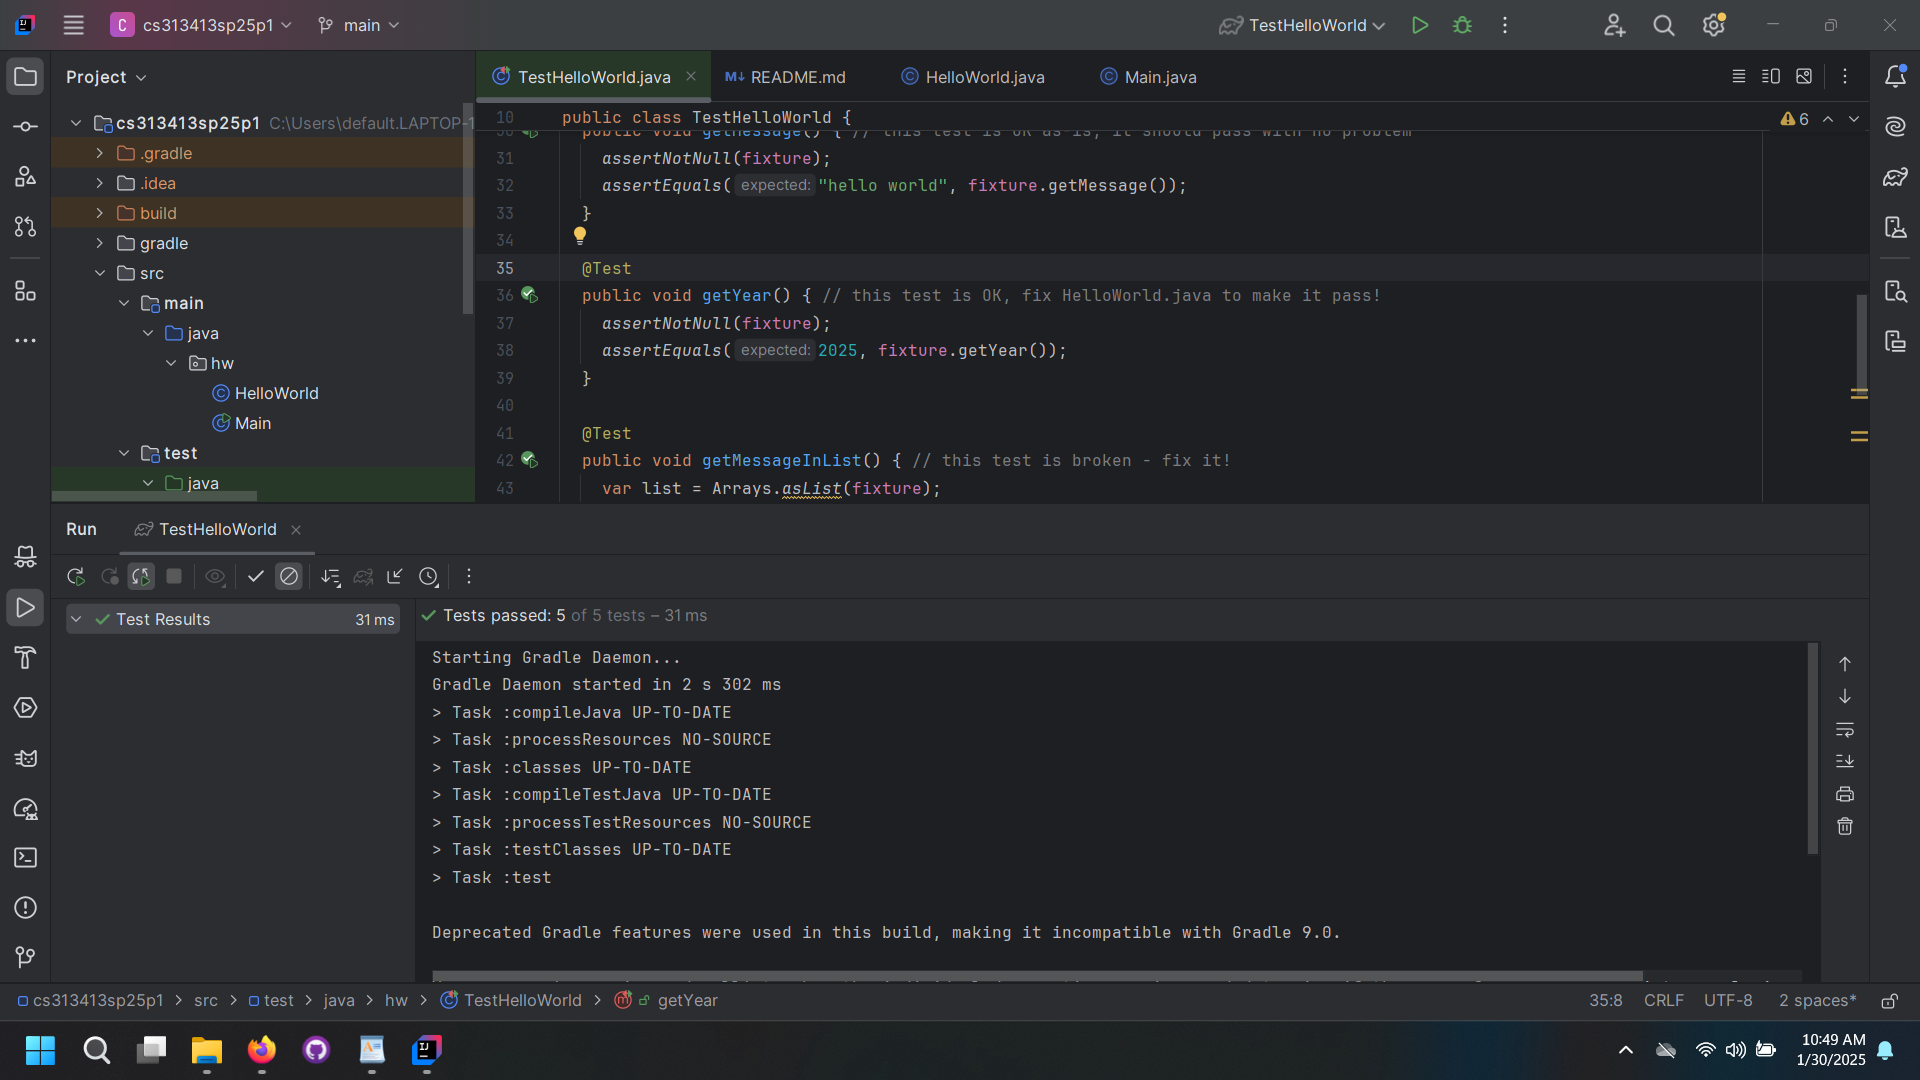 C cs313413sp25p1 main TestHelloWorld
Project
TestHelloWorld.java README.md HelloWorld.java Main.java
cs313413sp25p1 C:\Users\default.LAPTOP-1
.gradle
.idea
build
gradle
src
main
java
hw
HelloWorld
Main
test
java
10 public class TestHelloWorld {
6
30 public void getMessage() { // this test is OK as is, it should pass with no problem
31 assertNotNull(fixture);
32 assertEquals( expected: "hello world", fixture.getMessage());
33 }
34
35 @Test
36 public void getYear() { // this test is OK, fix HelloWorld.java to make it pass!
37 assertNotNull(fixture);
38 assertEquals( expected: 2025, fixture.getYear());
39 }
40
41 @Test
42 public void getMessageInList() { // this test is broken - fix it!
43 var list = Arrays.asList(fixture);
Run TestHelloWorld
Test Results 31 ms
Tests passed: 5 of 5 tests – 31 ms
Starting Gradle Daemon...
Gradle Daemon started in 2 s 302 ms
> Task :compileJava UP-TO-DATE
> Task :processResources NO-SOURCE
> Task :classes UP-TO-DATE
> Task :compileTestJava UP-TO-DATE
> Task :processTestResources NO-SOURCE
> Task :testClasses UP-TO-DATE
> Task :test
Deprecated Gradle features were used in this build, making it incompatible with Gradle 9.0.
cs313413sp25p1 > src > test > java > hw > TestHelloWorld > getYear
35:8 CRLF UTF-8 2 spaces*
10:49 AM
1/30/2025